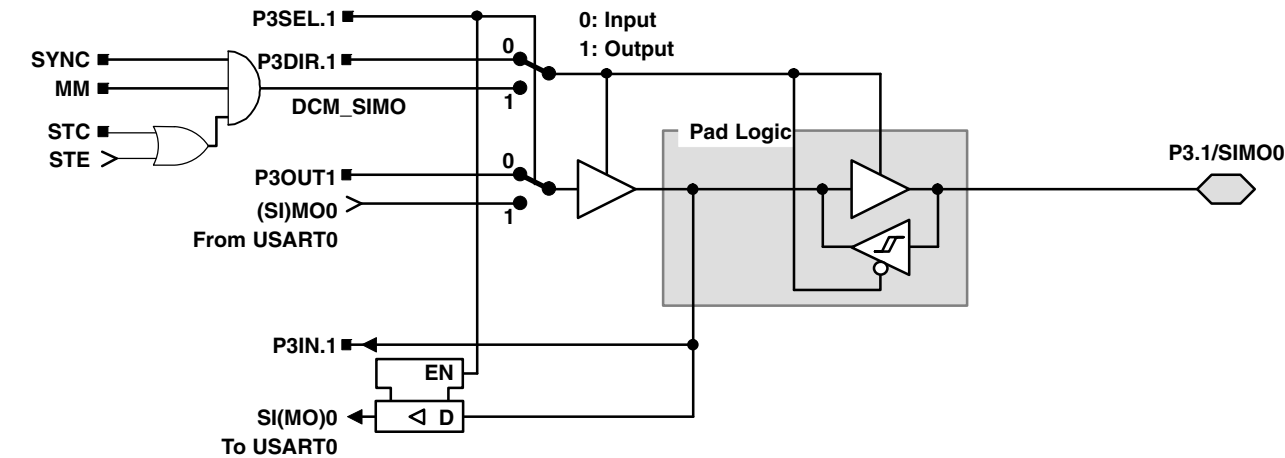 P3SEL.1
0: Input
1: Output
SYNC
P3DIR.1
0
MM
1
DCM_SIMO
STC
STE
Pad Logic
P3.1/SIMO0
P3OUT1
0
(SI)MO0
1
From USART0
P3IN.1
EN
SI(MO)0
D
To USART0